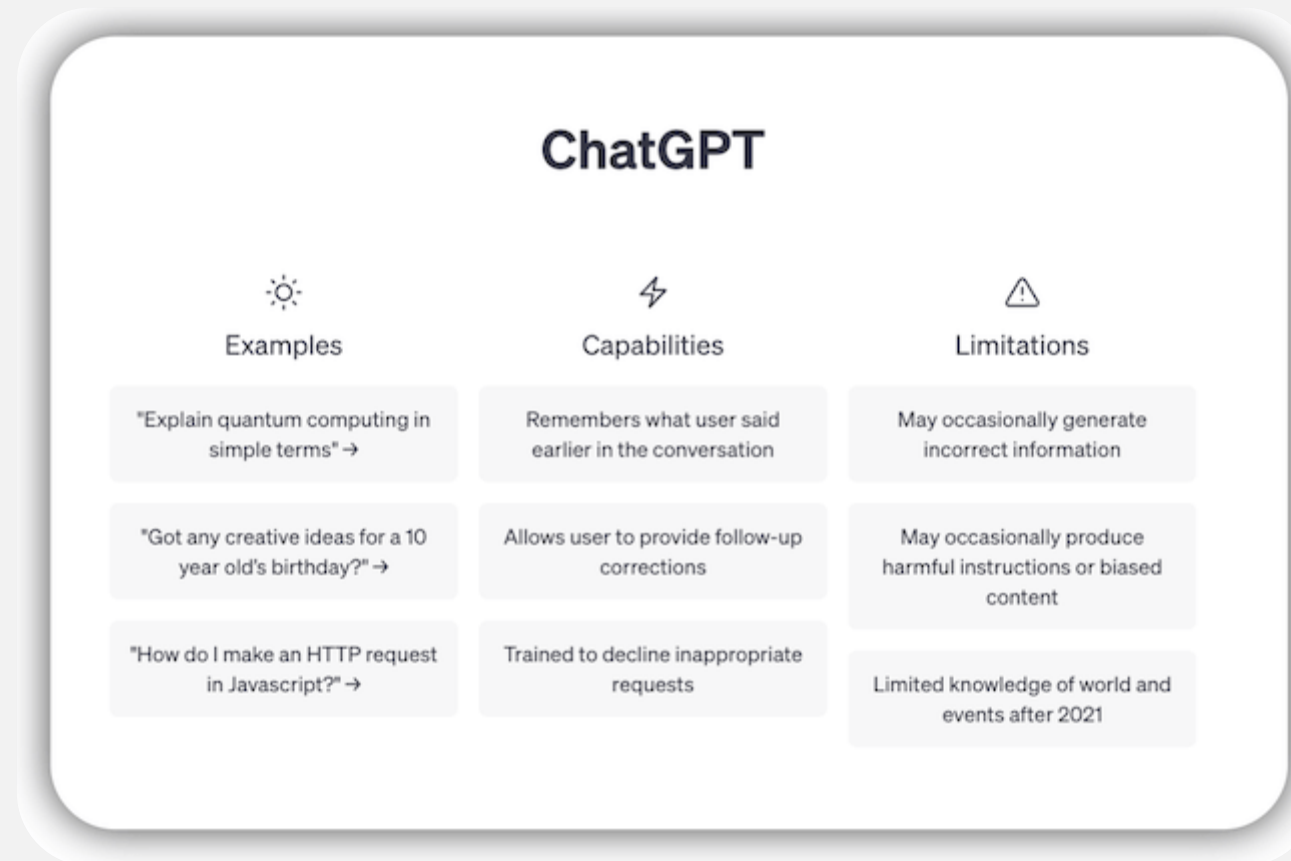 ChatGPT
Examples
"Explain quantum computing in
simple terms" →
"Got any creative ideas for a 10
year old's birthday?" →
"How do I make an HTTP request
in Javascript?" →
Capabilities
Remembers what user said
earlier in the conversation
Allows user to provide follow-up
corrections
Trained to decline inappropriate
requests
Limitations
May occasionally generate
incorrect information
May occasionally produce
harmful instructions or biased
content
Limited knowledge of world and
events after 2021